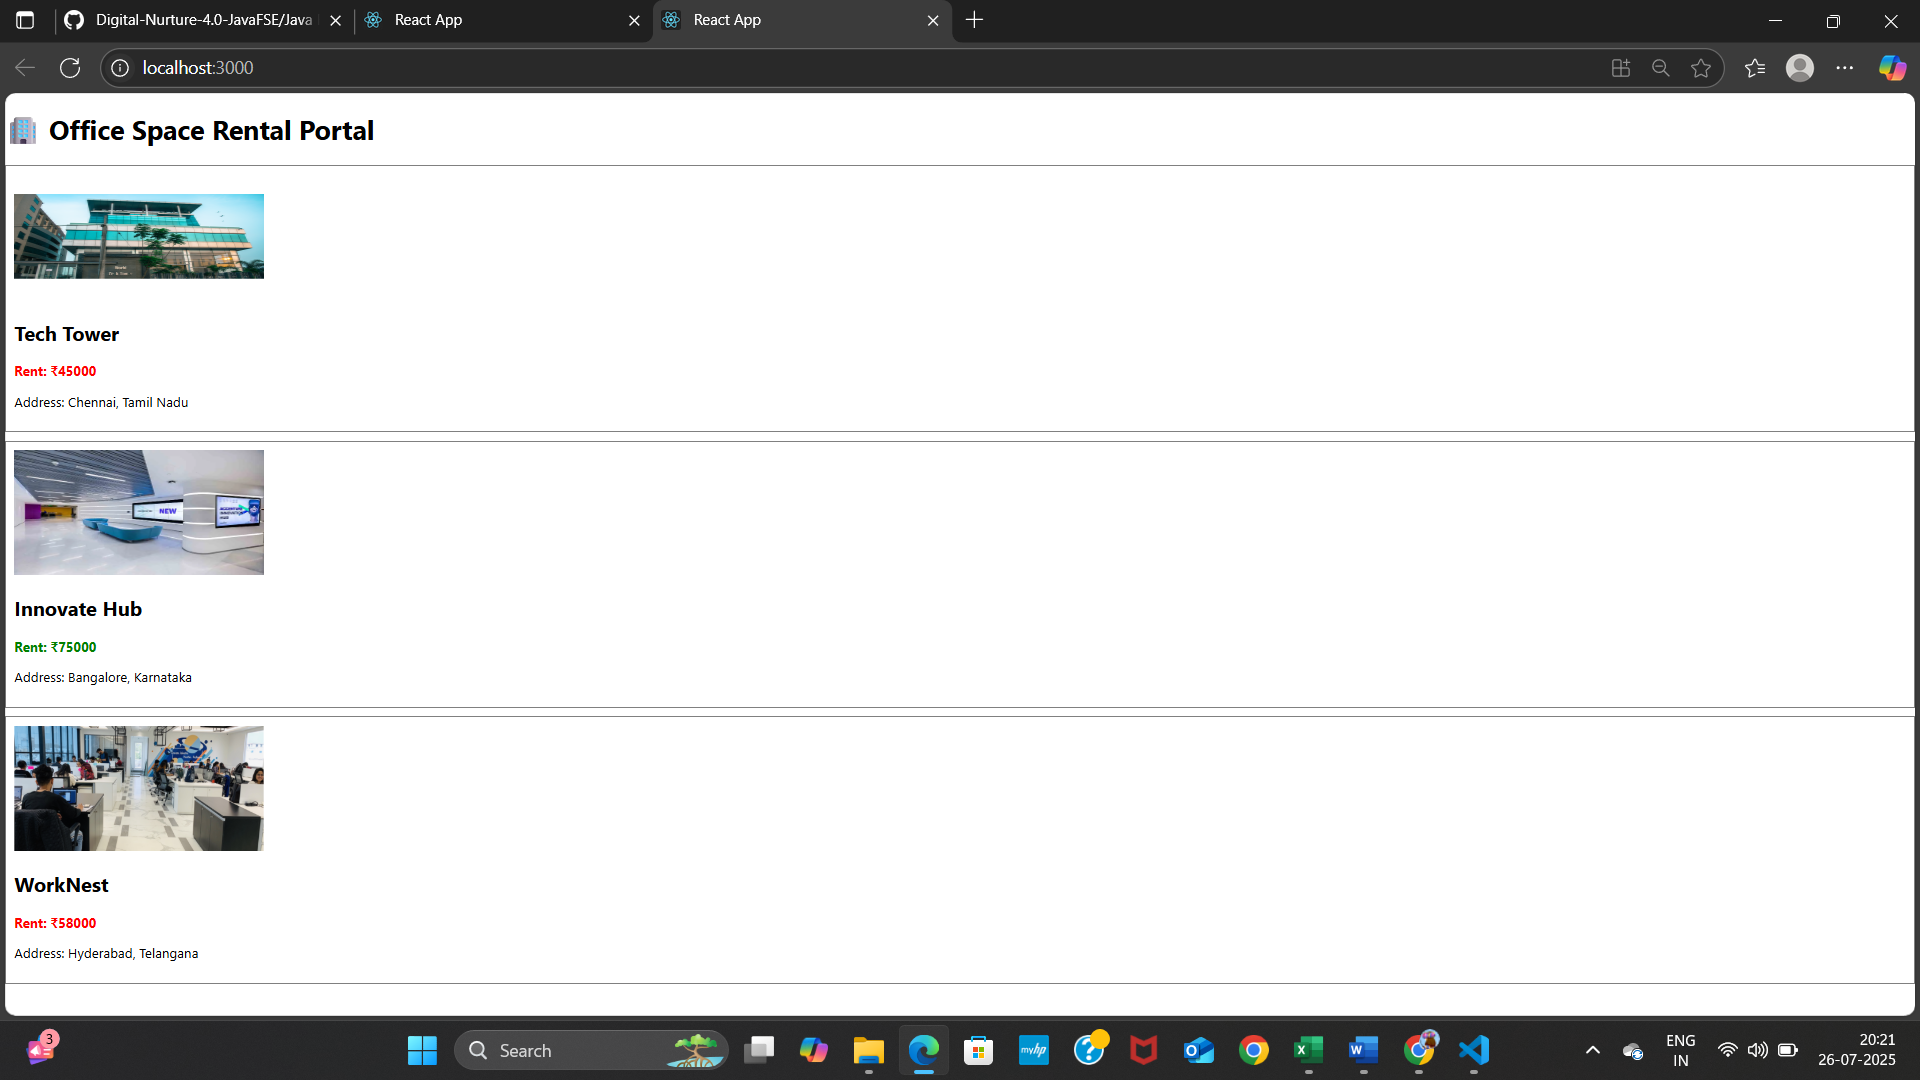 Digital-Nurture-4.0-JavaFSE/Java
React App
React App
localhost:3000
Office Space Rental Portal
Tech Tower
Rent: ₹45000
Address: Chennai, Tamil Nadu
NEW
Innovate Hub
Rent: ₹75000
Address: Bangalore, Karnataka
WorkNest
Rent: ₹58000
Address: Hyderabad, Telangana
3
Search
myhp
ENG
IN
20:21
26-07-2025